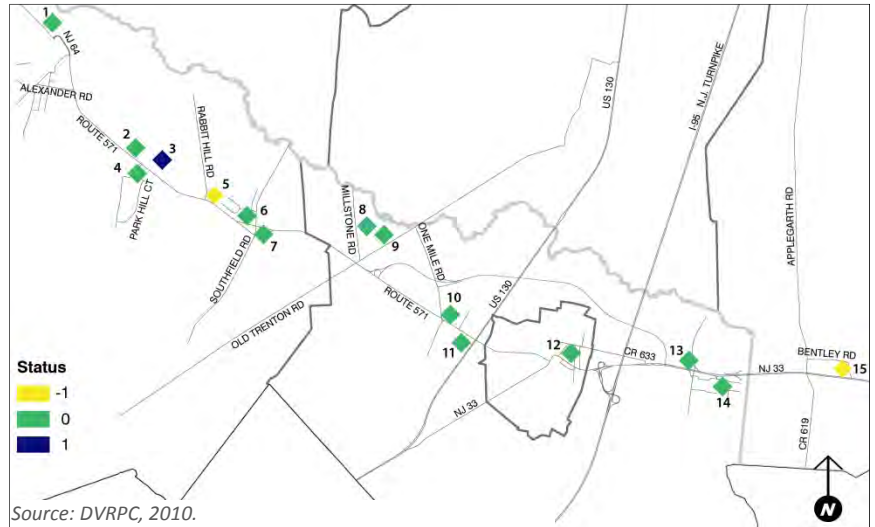 1
NJ 64
ALEXANDER RD
ROUTE 571
2
3
4
PARK HILL CT
RABBIT HILL RD
5
6
7
SOUTHFIELD RD
OLD TRENTON RD
MILLSTONE RD
8
9
ONE MILE RD
ROUTE 571
10
11
US 130
US 130
I-95 N.J. TURNPIKE
12
CR 633
NJ 33
13
14
NJ 33
APPLEGARTH RD
BENTLEY RD
15
CR 619
Status
-1
0
1
N
Source: DVRPC, 2010.